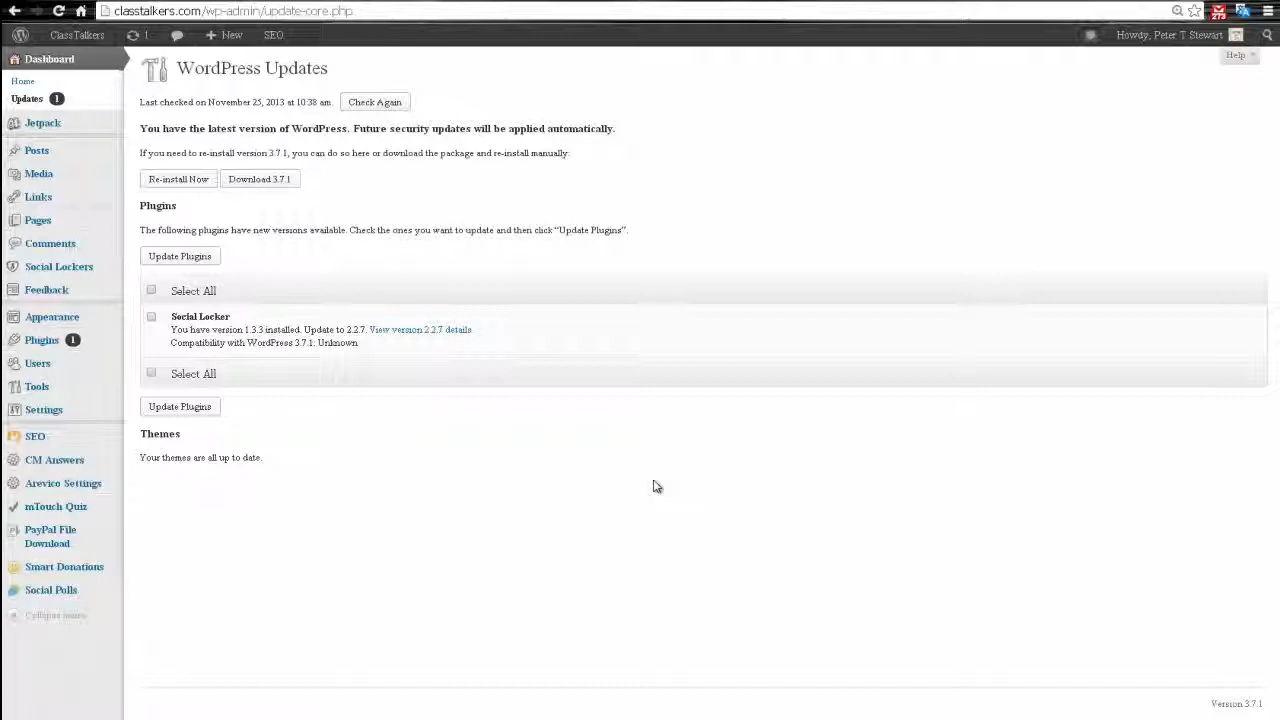 classtalkers.com/wp-admin/update-core.php
273
ClassTalkers 1 + New SEO Howdy, Peter T Stewart
Dashboard
Home
Updates 1
Jetpack
Posts
Media
Links
Pages
Comments
Social Lockers
Feedback
Appearance
Plugins 1
Users
Tools
Settings
SEO
CM Answers
Arevico Settings
mTouch Quiz
PayPal File
Download
Smart Donations
Social Polls
Collapse menu
Help
WordPress Updates
Last checked on November 25, 2013 at 10:38 am. Check Again
You have the latest version of WordPress. Future security updates will be applied automatically.
If you need to re-install version 3.7.1, you can do so here or download the package and re-install manually:
Re-install Now Download 3.7.1
Plugins
The following plugins have new versions available. Check the ones you want to update and then click “Update Plugins”.
Update Plugins
Select All
Social Locker
You have version 1.3.3 installed. Update to 2.2.7. View version 2.2.7 details.
Compatibility with WordPress 3.7.1: Unknown
Select All
Update Plugins
Themes
Your themes are all up to date.
Version 3.7.1